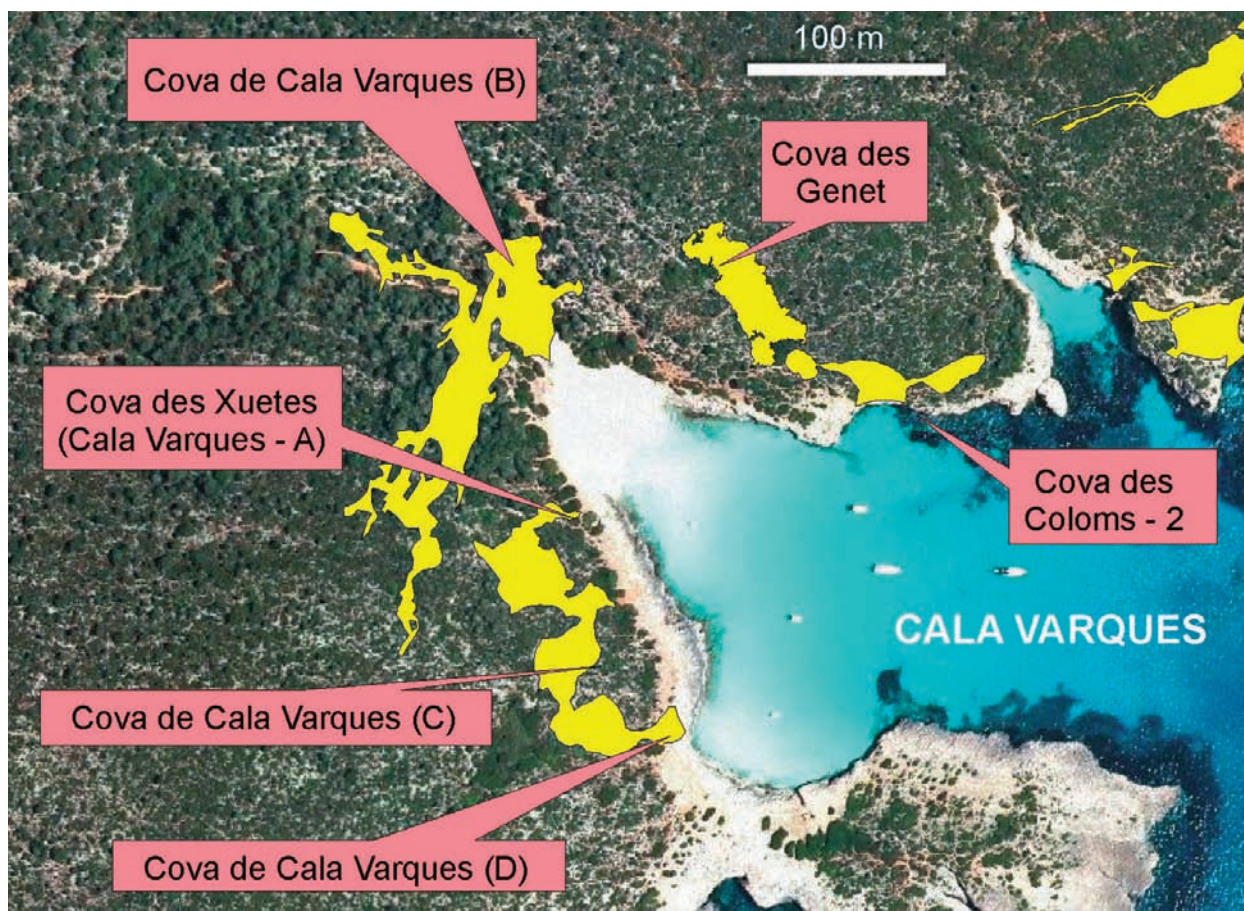 100 m
Cova de Cala Varques (B)
Cova des
Genet
Cova des Xuetes
(Cala Varques - A)
Cova des
Coloms - 2
CALA VARQUES
Cova de Cala Varques (C)
Cova de Cala Varques (D)